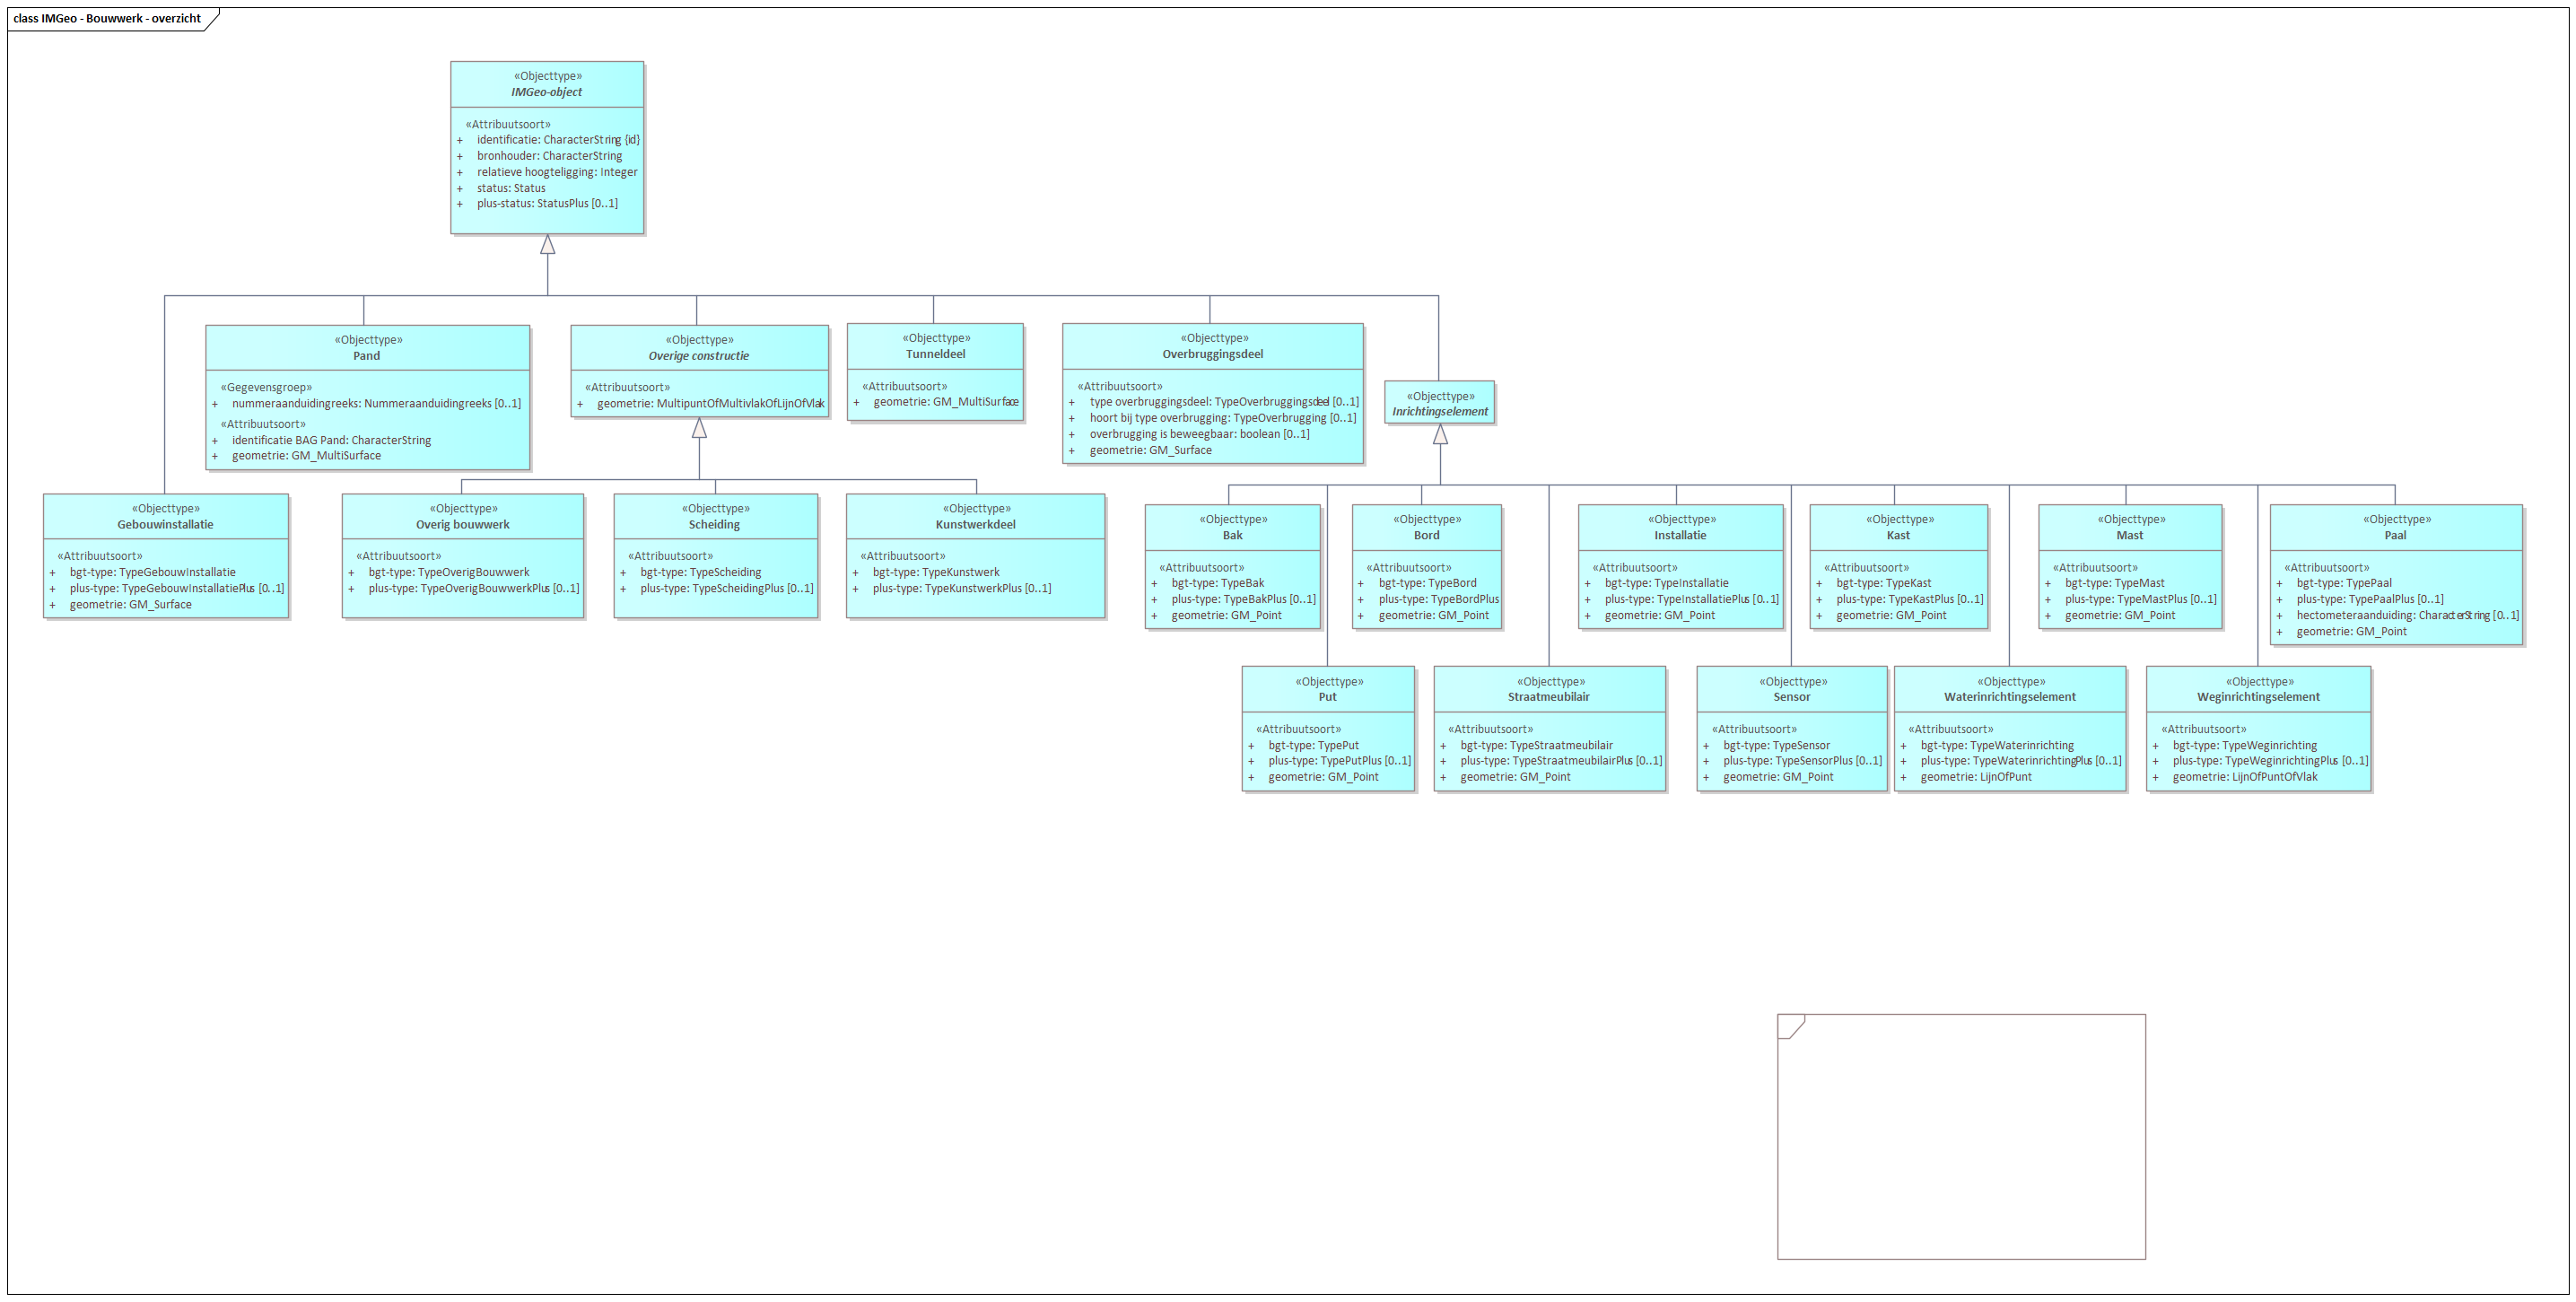 class IMGeo - Bouwwerk - overzicht
«Objecttype»
IMGeo-object
«Attribuutsoort»
+ identificatie: CharacterString {id}
+ bronhouder: CharacterString
+ relatieve hoogteligging: Integer
+ status: Status
+ plus-status: StatusPlus [0..1]
«Objecttype»
Pand
«Gegevensgroep»
+ nummeraanduidingreeks: Nummeraanduidingreeks [0..1]
«Attribuutsoort»
+ identificatie BAG Pand: CharacterString
+ geometrie: GM_MultiSurface
«Objecttype»
Overige constructie
«Attribuutsoort»
+ geometrie: MultipuntOfMultivlakOfLijnOfVlak
«Objecttype»
Tunneldeel
«Attribuutsoort»
+ geometrie: GM_MultiSurface
«Objecttype»
Overbruggingsdeel
«Attribuutsoort»
+ type overbruggingsdeel: TypeOverbruggingsdeel [0..1]
+ hoort bij type overbrugging: TypeOverbrugging [0..1]
+ overbrugging is beweegbaar: boolean [0..1]
+ geometrie: GM_Surface
«Objecttype»
Inrichtingselement
«Objecttype»
Gebouwinstallatie
«Attribuutsoort»
+ bgt-type: TypeGebouwInstallatie
+ plus-type: TypeGebouwInstallatiePlus [0..1]
+ geometrie: GM_Surface
«Objecttype»
Overig bouwwerk
«Attribuutsoort»
+ bgt-type: TypeOverigBouwwerk
+ plus-type: TypeOverigBouwwerkPlus [0..1]
«Objecttype»
Scheiding
«Attribuutsoort»
+ bgt-type: TypeScheiding
+ plus-type: TypeScheidingPlus [0..1]
«Objecttype»
Kunstwerkdeel
«Attribuutsoort»
+ bgt-type: TypeKunstwerk
+ plus-type: TypeKunstwerkPlus [0..1]
«Objecttype»
Bak
«Attribuutsoort»
+ bgt-type: TypeBak
+ plus-type: TypeBakPlus [0..1]
+ geometrie: GM_Point
«Objecttype»
Bord
«Attribuutsoort»
+ bgt-type: TypeBord
+ plus-type: TypeBordPlus
+ geometrie: GM_Point
«Objecttype»
Installatie
«Attribuutsoort»
+ bgt-type: TypeInstallatie
+ plus-type: TypeInstallatiePlus [0..1]
+ geometrie: GM_Point
«Objecttype»
Kast
«Attribuutsoort»
+ bgt-type: TypeKast
+ plus-type: TypeKastPlus [0..1]
+ geometrie: GM_Point
«Objecttype»
Mast
«Attribuutsoort»
+ bgt-type: TypeMast
+ plus-type: TypeMastPlus [0..1]
+ geometrie: GM_Point
«Objecttype»
Paal
«Attribuutsoort»
+ bgt-type: TypePaal
+ plus-type: TypePaalPlus [0..1]
+ hectometeraanduiding: CharacterString [0..1]
+ geometrie: GM_Point
«Objecttype»
Put
«Attribuutsoort»
+ bgt-type: TypePut
+ plus-type: TypePutPlus [0..1]
+ geometrie: GM_Point
«Objecttype»
Straatmeubilair
«Attribuutsoort»
+ bgt-type: TypeStraatmeubilair
+ plus-type: TypeStraatmeubilairPlus [0..1]
+ geometrie: GM_Point
«Objecttype»
Sensor
«Attribuutsoort»
+ bgt-type: TypeSensor
+ plus-type: TypeSensorPlus [0..1]
+ geometrie: GM_Point
«Objecttype»
Waterinrichtingselement
«Attribuutsoort»
+ bgt-type: TypeWaterinrichting
+ plus-type: TypeWaterinrichtingPlus [0..1]
+ geometrie: LijnOfPunt
«Objecttype»
Weginrichtingselement
«Attribuutsoort»
+ bgt-type: TypeWeginrichting
+ plus-type: TypeWeginrichtingPlus [0..1]
+ geometrie: LijnOfPuntOfVlak